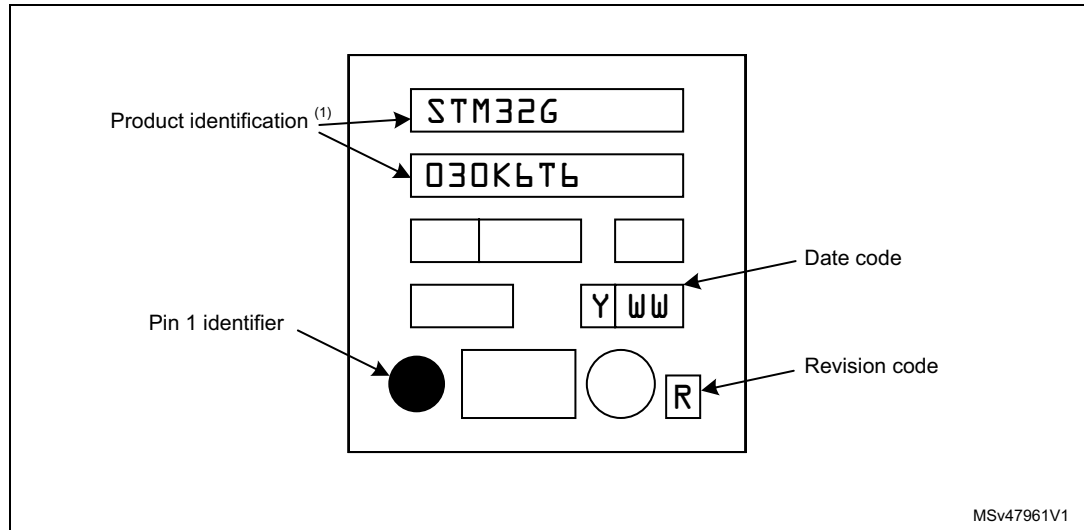 STM32G
Product identification (1)
030K6T6
Date code
Y WW
Pin 1 identifier
Revision code
R
MSv47961V1